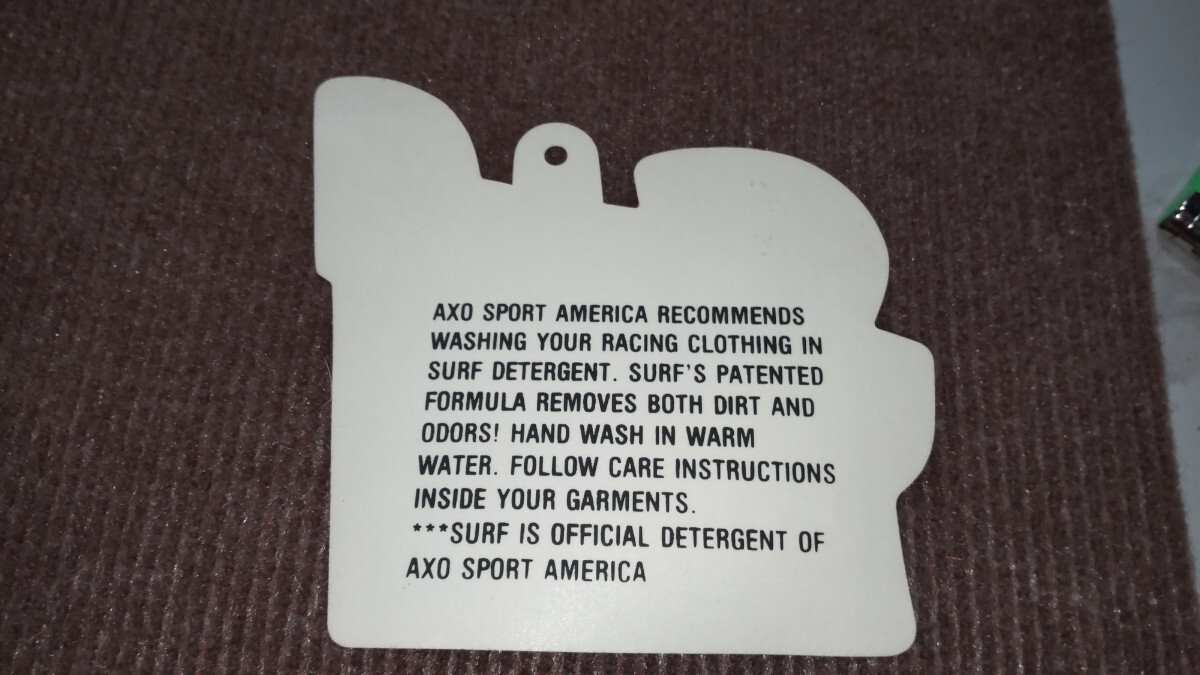 AXO SPORT AMERICA RECOMMENDS
WASHING YOUR RACING CLOTHING IN
SURF DETERGENT. SURF'S PATENTED
FORMULA REMOVES BOTH DIRT AND
ODORS! HAND WASH IN WARM
WATER. FOLLOW CARE INSTRUCTIONS
INSIDE YOUR GARMENTS.
***SURF IS OFFICIAL DETERGENT OF
AXO SPORT AMERICA